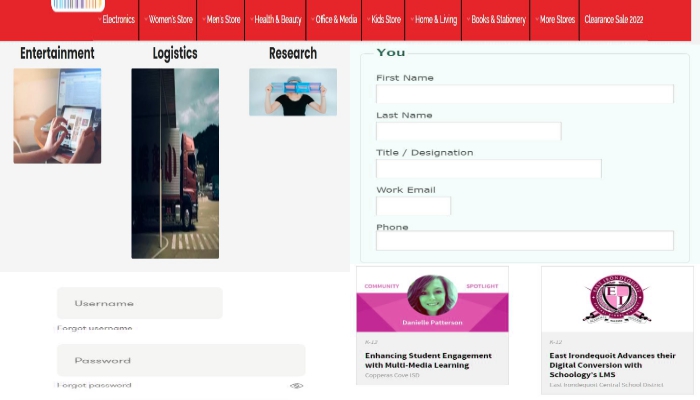 Electronics Women's Store Men's Store Health & Beauty Office & Media Kids Store Home & Living Books & Stationery More Stores Clearance Sale 2022
Entertainment Logistics Research
You
First Name
Last Name
Title / Designation
Work Email
Phone
Username
Forgot username
Password
Forgot password
COMMUNITY SPOTLIGHT
Danielle Patterson
K-12
Enhancing Student Engagement
with Multi-Media Learning
Copperas Cove ISD
EAST IRONDEQUOIT
E I
K-12
East Irondequoit Advances their
Digital Conversion with
Schoology's LMS
East Irondequoit Central School District